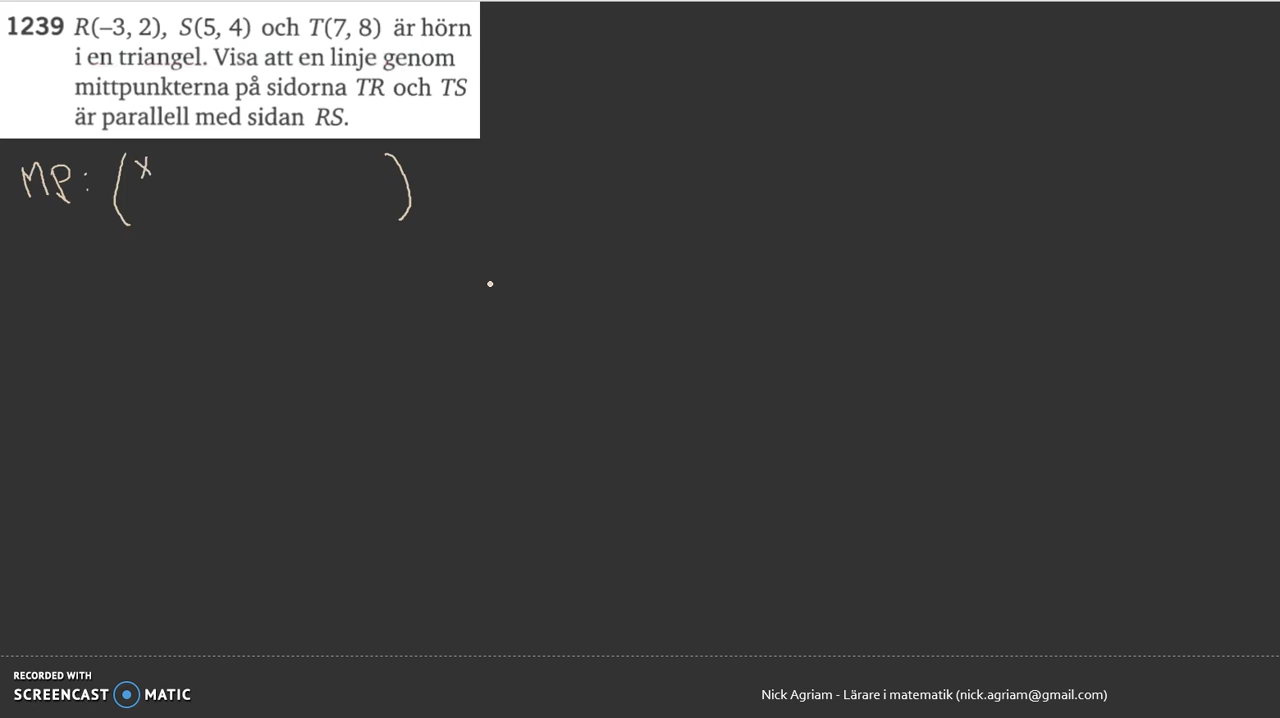 1239 R(–3, 2), S(5, 4) och T(7, 8) är hörn
i en triangel. Visa att en linje genom
mittpunkterna på sidorna TR och TS
är parallell med sidan RS.
MP: (x )
RECORDED WITH
SCREENCAST MATIC
Nick Agriam - Lärare i matematik (nick.agriam@gmail.com)